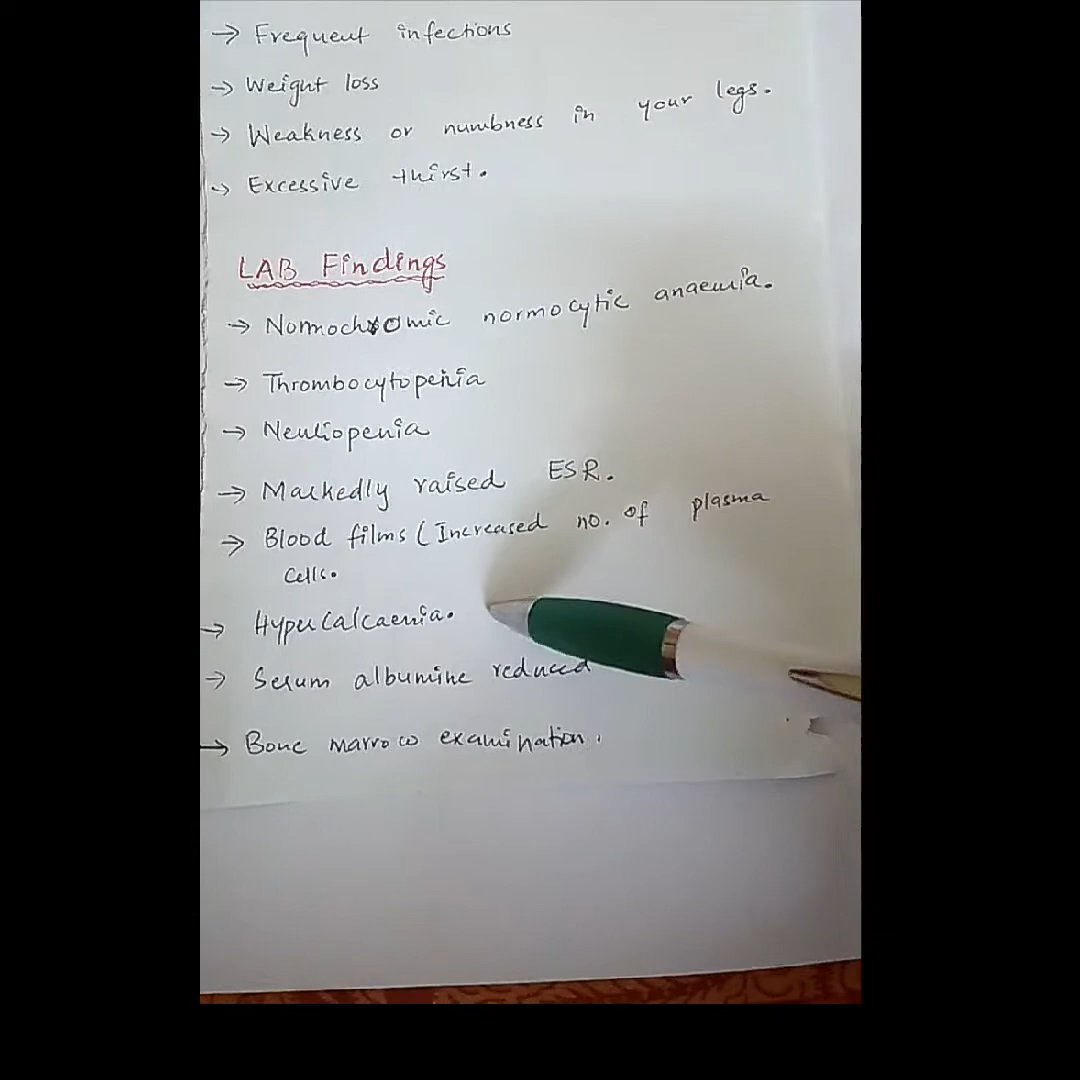 → Frequent infections
→ Weight loss
→ Weakness or numbness in your legs.
→ Excessive thirst.
LAB Findings
→ Normochromic normocytic anaemia.
→ Thrombocytopenia
→ Neutropenia
→ Markedly raised ESR.
→ Blood films (Increased no. of plasma
cells.
→ Hypercalcaemia.
→ Serum albumine reduced
→ Bone marrow examination.